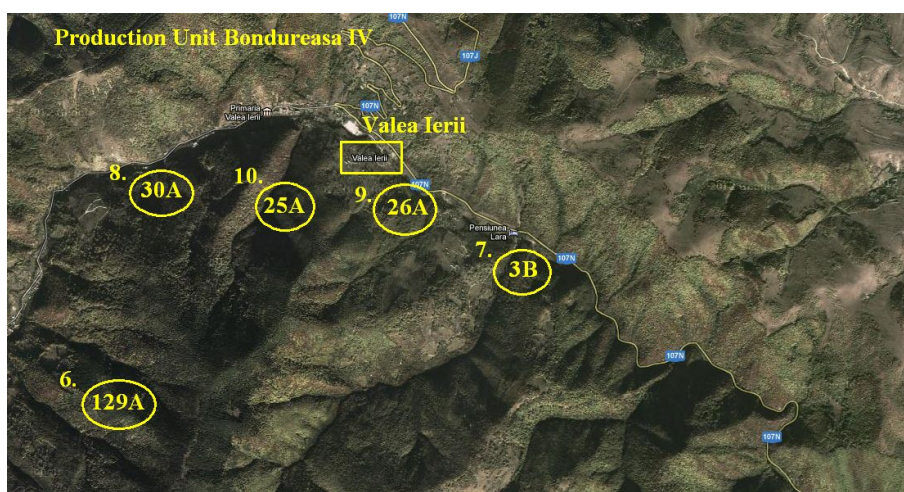 107N
Production Unit Bondureasa IV
107J
Primaria
Valea Ierii
107N
Valea Ierii
Valea Ierii
8.
30A
10.
25A
107N
9.
26A
Pensiunea
Lara
7.
3B
107N
107N
6.
129A
107N